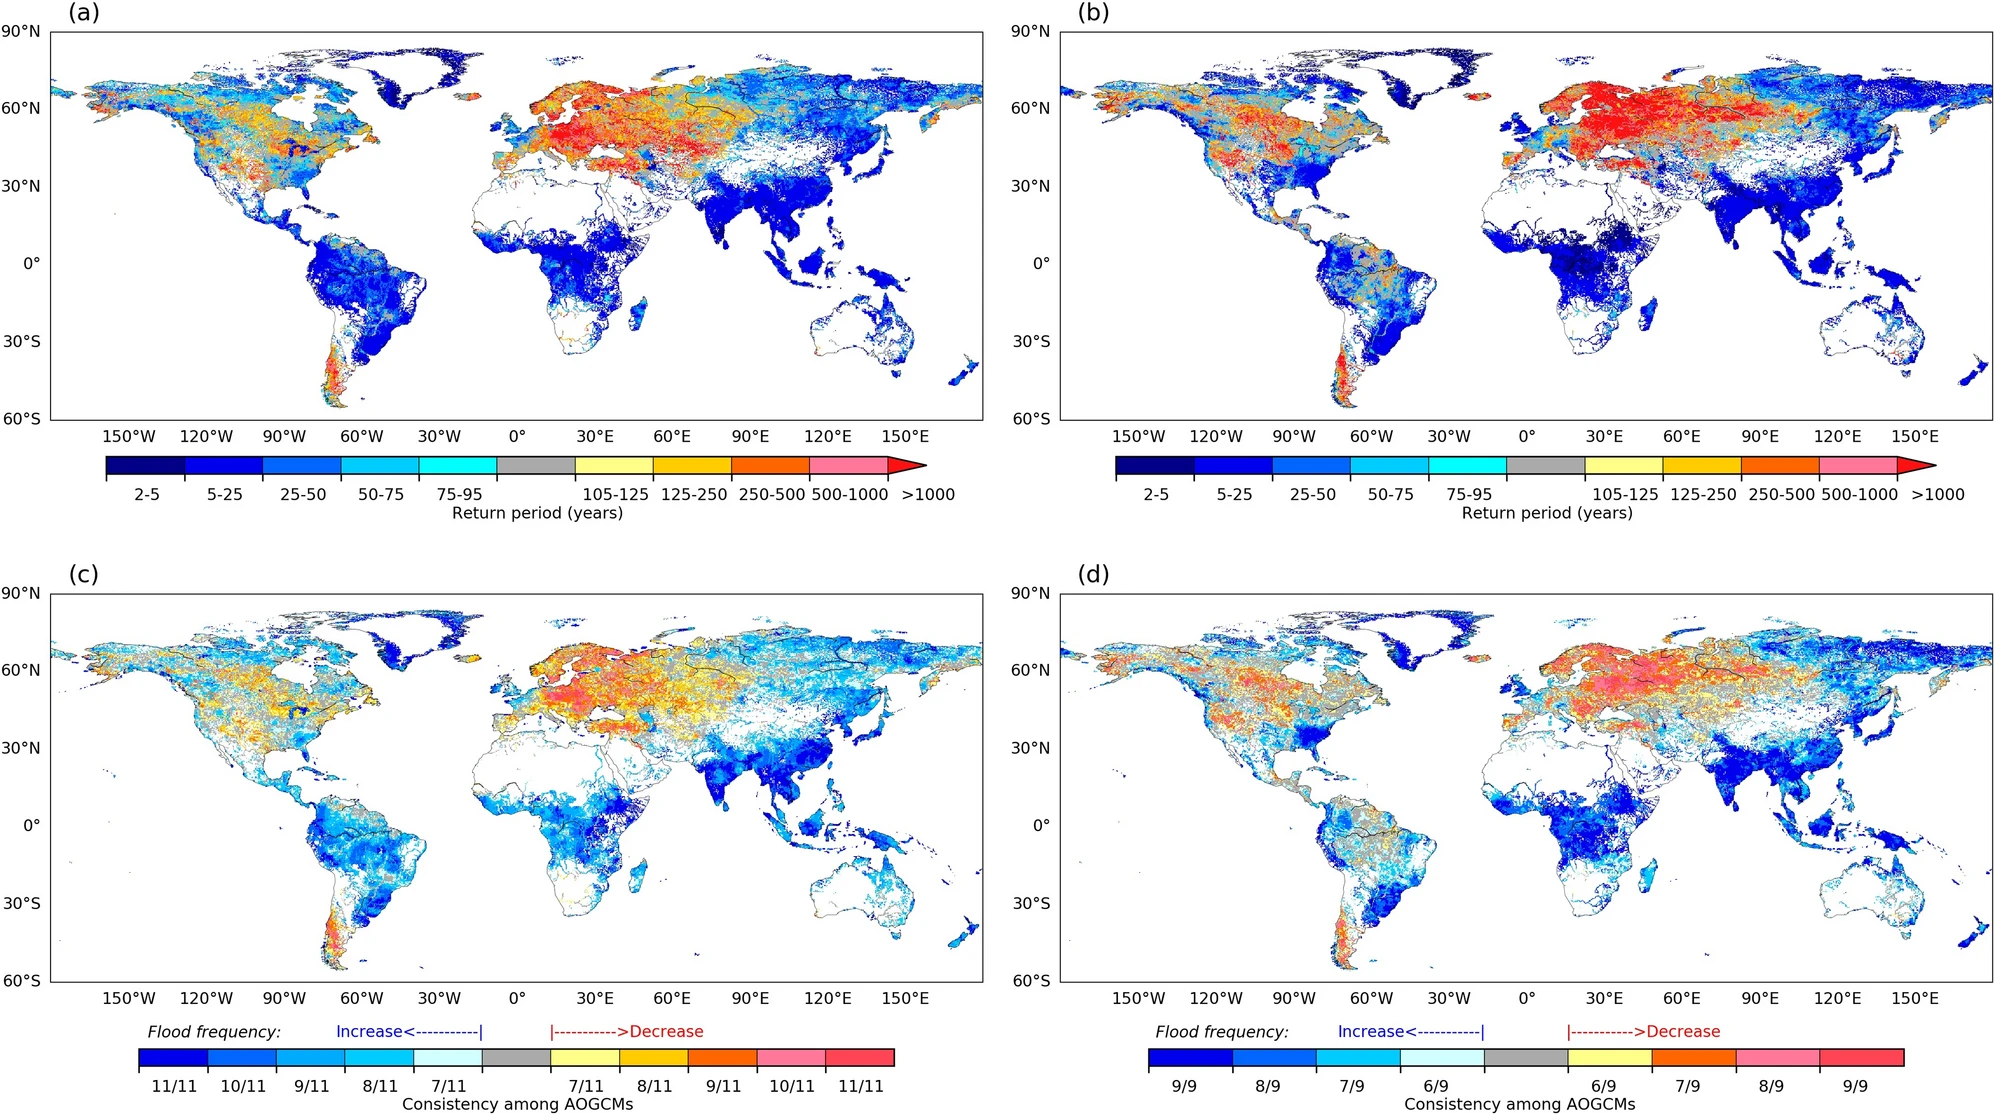 (a)
90°N
60°N
30°N
0°
30°S
60°S
150°W 120°W 90°W 60°W 30°W 0° 30°E 60°E 90°E 120°E 150°E
2-5 5-25 25-50 50-75 75-95 105-125 125-250 250-500 500-1000 >1000
Return period (years)
(b)
90°N
60°N
30°N
0°
30°S
60°S
150°W 120°W 90°W 60°W 30°W 0° 30°E 60°E 90°E 120°E 150°E
2-5 5-25 25-50 50-75 75-95 105-125 125-250 250-500 500-1000 >1000
Return period (years)
(c)
90°N
60°N
30°N
0°
30°S
60°S
150°W 120°W 90°W 60°W 30°W 0° 30°E 60°E 90°E 120°E 150°E
Flood frequency: Increase<-----------| |----------->Decrease
11/11 10/11 9/11 8/11 7/11 7/11 8/11 9/11 10/11 11/11
Consistency among AOGCMs
(d)
90°N
60°N
30°N
0°
30°S
60°S
150°W 120°W 90°W 60°W 30°W 0° 30°E 60°E 90°E 120°E 150°E
Flood frequency: Increase<-----------| |----------->Decrease
9/9 8/9 7/9 6/9 6/9 7/9 8/9 9/9
Consistency among AOGCMs